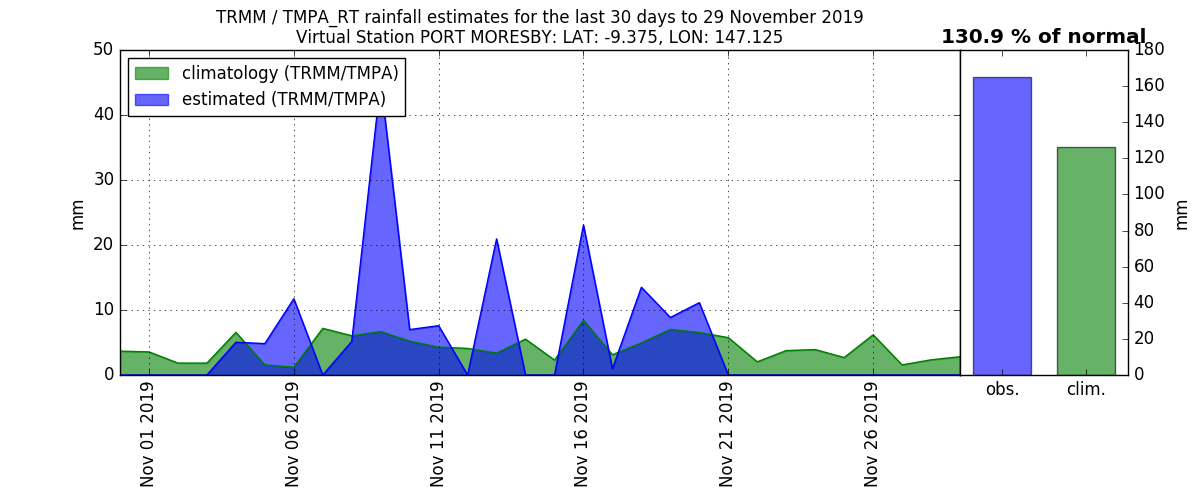 TRMM / TMPA_RT rainfall estimates for the last 30 days to 29 November 2019
Virtual Station PORT MORESBY: LAT: -9.375, LON: 147.125
130.9 % of normal
climatology (TRMM/TMPA)
estimated (TRMM/TMPA)
50
40
30
20
10
0
mm
Nov 01 2019
Nov 06 2019
Nov 11 2019
Nov 16 2019
Nov 21 2019
Nov 26 2019
obs.
clim.
180
160
140
120
100
80
60
40
20
0
mm